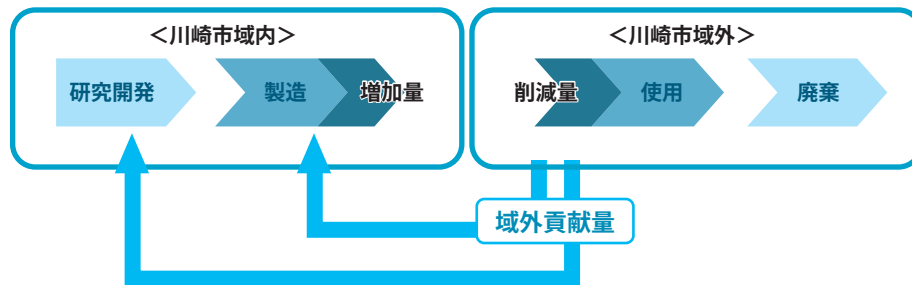 ＜川崎市域内＞
研究開発
製造
増加量
＜川崎市域外＞
削減量
使用
廃棄
域外貢献量